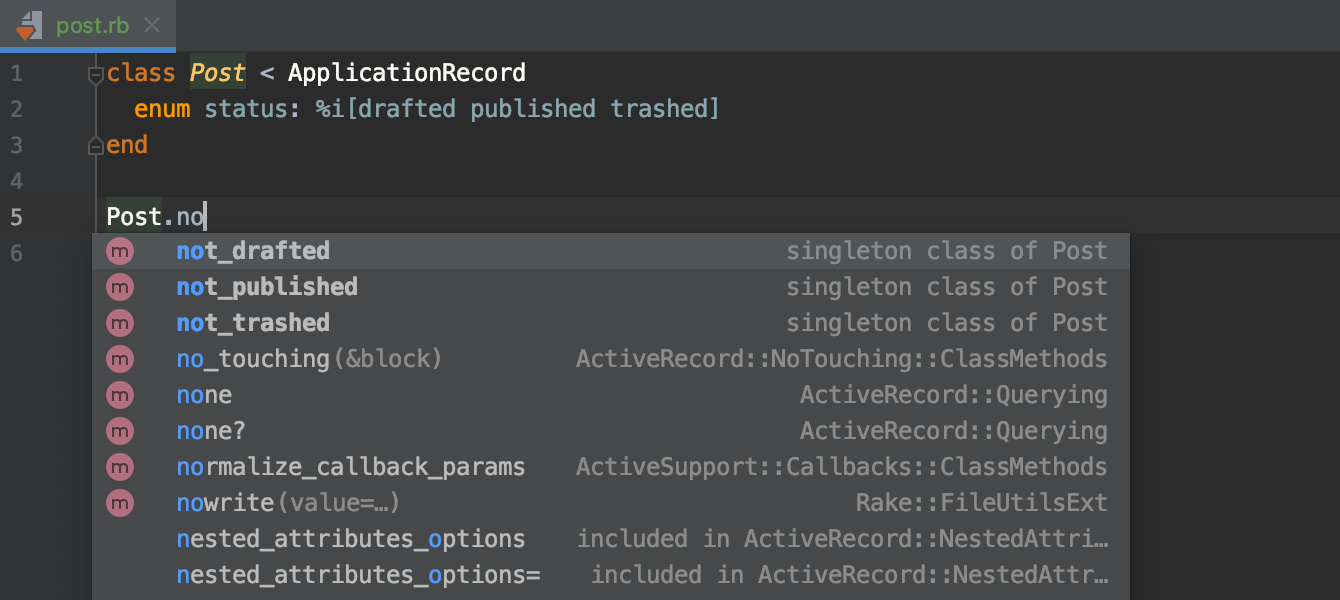 post.rb
1 class Post < ApplicationRecord
2 enum status: %i[drafted published trashed]
3 end
4
5 Post.no
6
m not_drafted singleton class of Post
m not_published singleton class of Post
m not_trashed singleton class of Post
m no_touching(&block) ActiveRecord::NoTouching::ClassMethods
m none ActiveRecord::Querying
m none? ActiveRecord::Querying
m normalize_callback_params ActiveSupport::Callbacks::ClassMethods
m nowrite(value=…) Rake::FileUtilsExt
nested_attributes_options included in ActiveRecord::NestedAttri…
nested_attributes_options= included in ActiveRecord::NestedAttr…